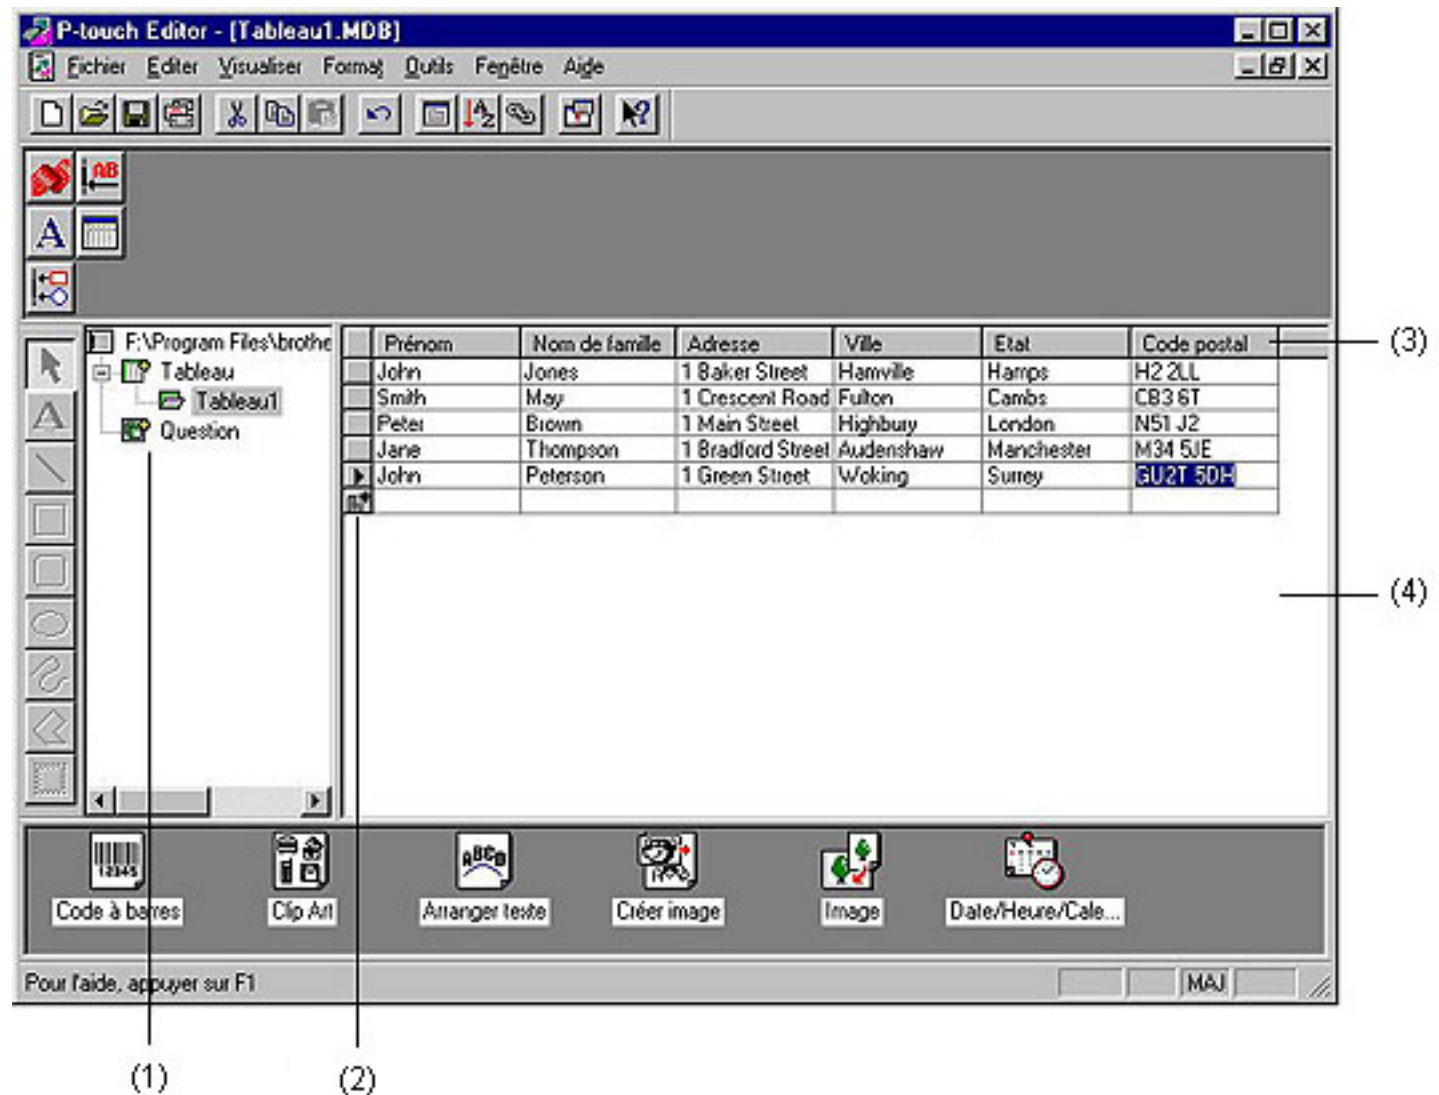 P-touch Editor - [Tableau1.MDB]
Fichier Editer Visualiser Format Outils Fenêtre Aide
AB
A
F:\Program Files\brothe
Tableau
Tableau1
Question
Prénom Nom de famille Adresse Ville Etat Code postal
John Jones 1 Baker Street Hamville Hamps H2 2LL
Smith May 1 Crescent Road Fulton Cambs CB3 6T
Peter Brown 1 Main Street Highbury London N51 J2
Jane Thompson 1 Bradford Street Audenshaw Manchester M34 5JE
John Peterson 1 Green Street Woking Surrey GU2T 5DH
(3)
(4)
12345
ABCD
Code à barres Clip Art Arranger texte Créer image Image Date/Heure/Cale...
Pour l'aide, appuyer sur F1 MAJ
(1) (2)